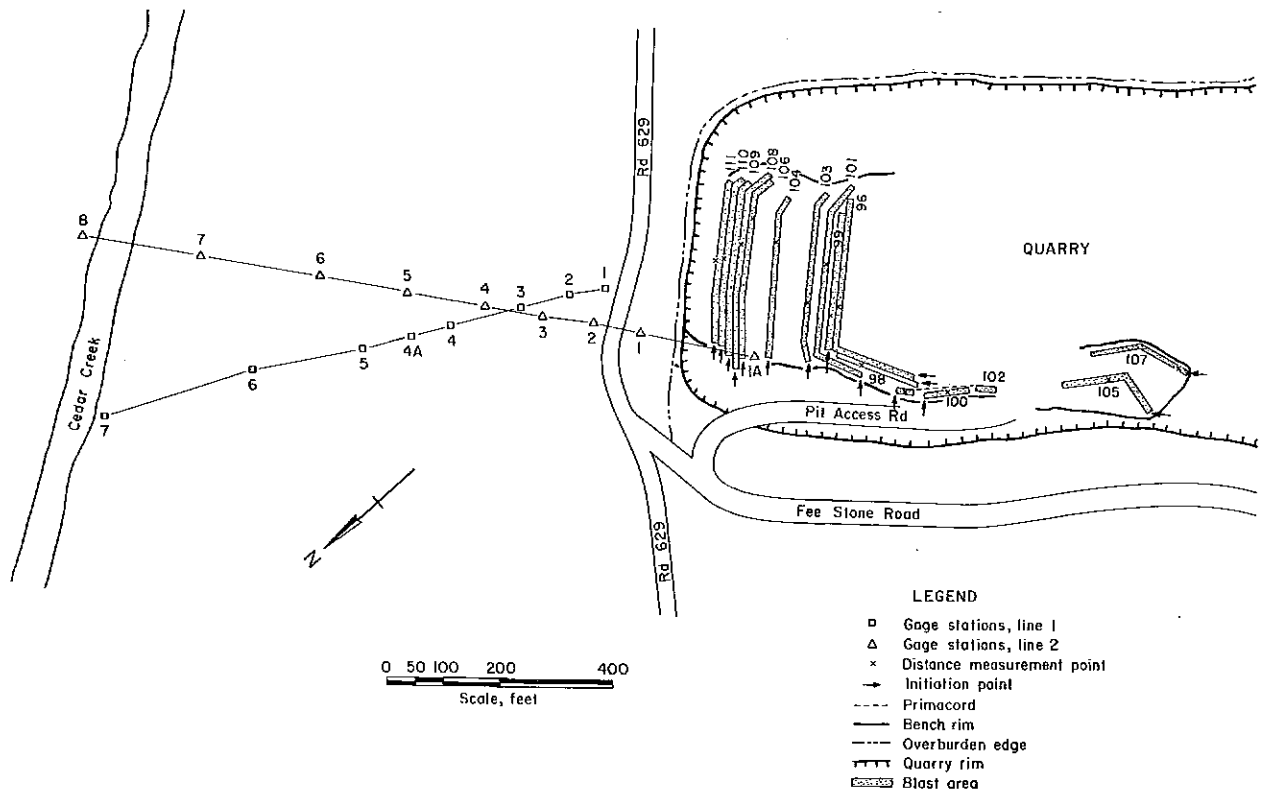 Rd 629
111
110
109
108
106
104
103
101
96
99
QUARRY
8
7
6
5
4
3
2
1
3
2
1
1A
4
4A
5
6
7
Cedar Creek
98
100
102
107
105
Pit Access Rd
Fee Stone Road
Rd 629
N
0 50 100 200 400
Scale, feet
LEGEND
Gage stations, line 1
Gage stations, line 2
Distance measurement point
Initiation point
Primacord
Bench rim
Overburden edge
Quarry rim
Blast area